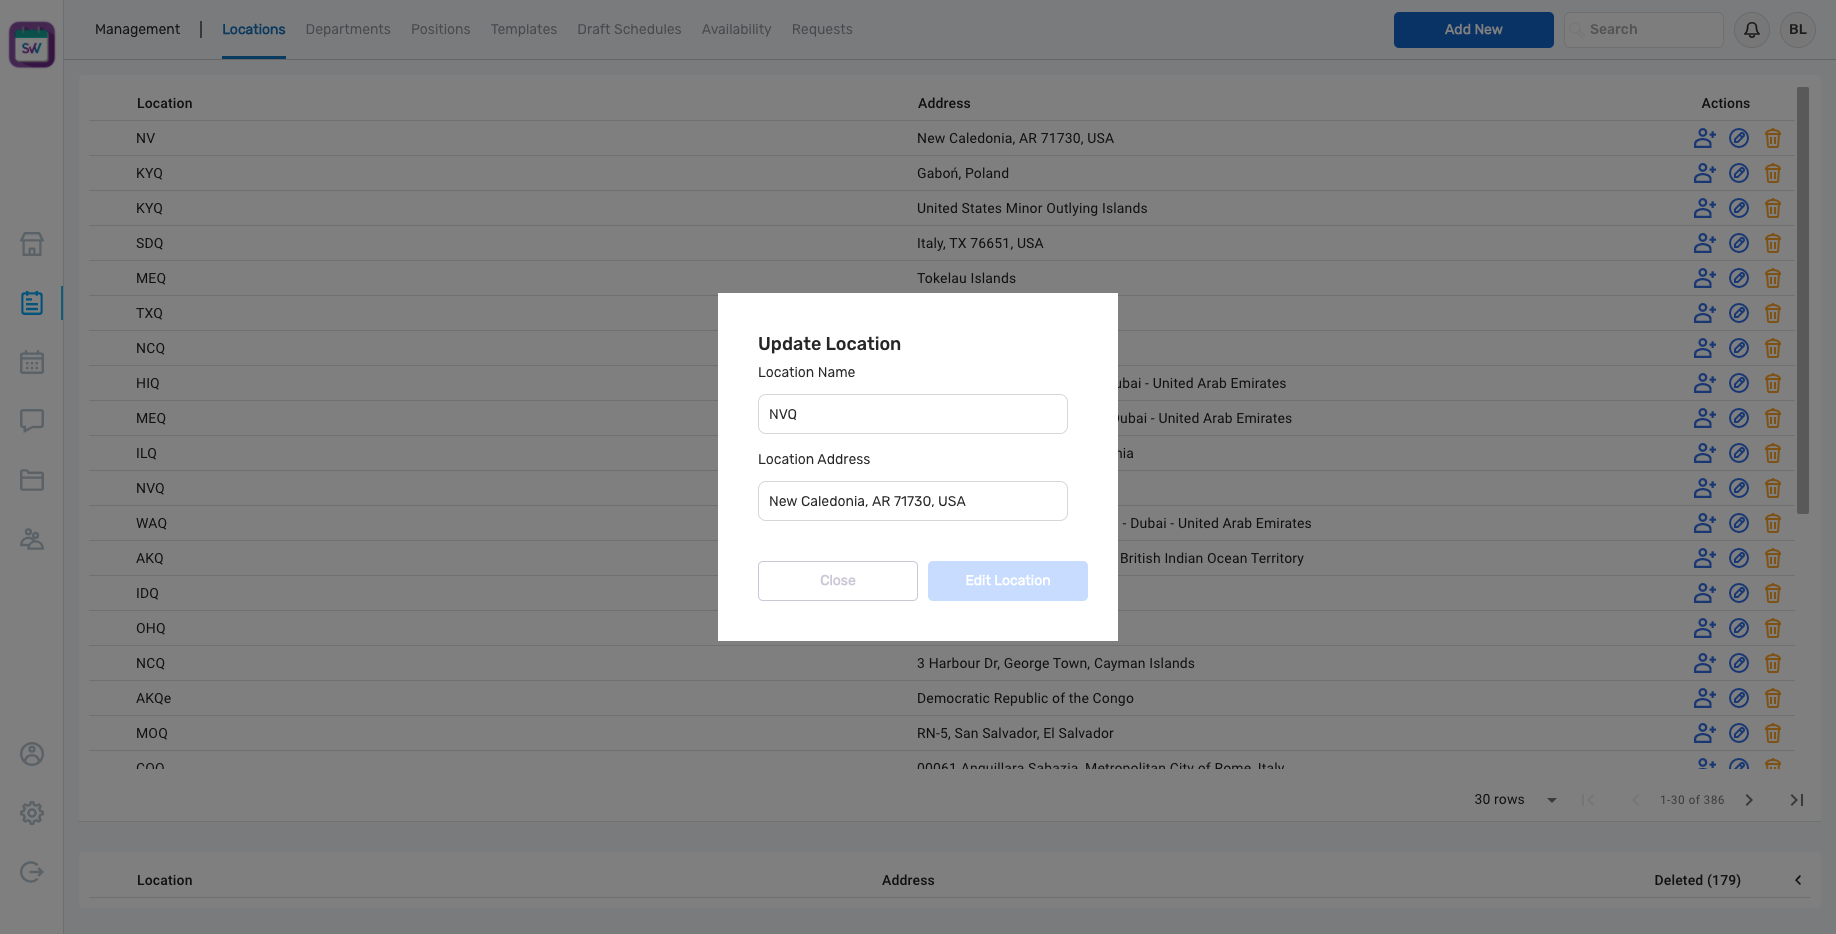 SW
Management | Locations Departments Positions Templates Draft Schedules Availability Requests Add New Search BL
Location Address Actions
NV New Caledonia, AR 71730, USA
KYQ Gaboń, Poland
KYQ United States Minor Outlying Islands
SDQ Italy, TX 76651, USA
MEQ Tokelau Islands
TXQ
NCQ
HIQ ubai - United Arab Emirates
MEQ Dubai - United Arab Emirates
ILQ nia
NVQ
WAQ - Dubai - United Arab Emirates
AKQ British Indian Ocean Territory
IDQ
OHQ
NCQ 3 Harbour Dr, George Town, Cayman Islands
AKQe Democratic Republic of the Congo
MOQ RN-5, San Salvador, El Salvador
COQ 00061 Anguillara Sabazia, Metropolitan City of Rome, Italy
Update Location
Location Name
NVQ
Location Address
New Caledonia, AR 71730, USA
Close Edit Location
30 rows 1-30 of 386
Location Address Deleted (179)